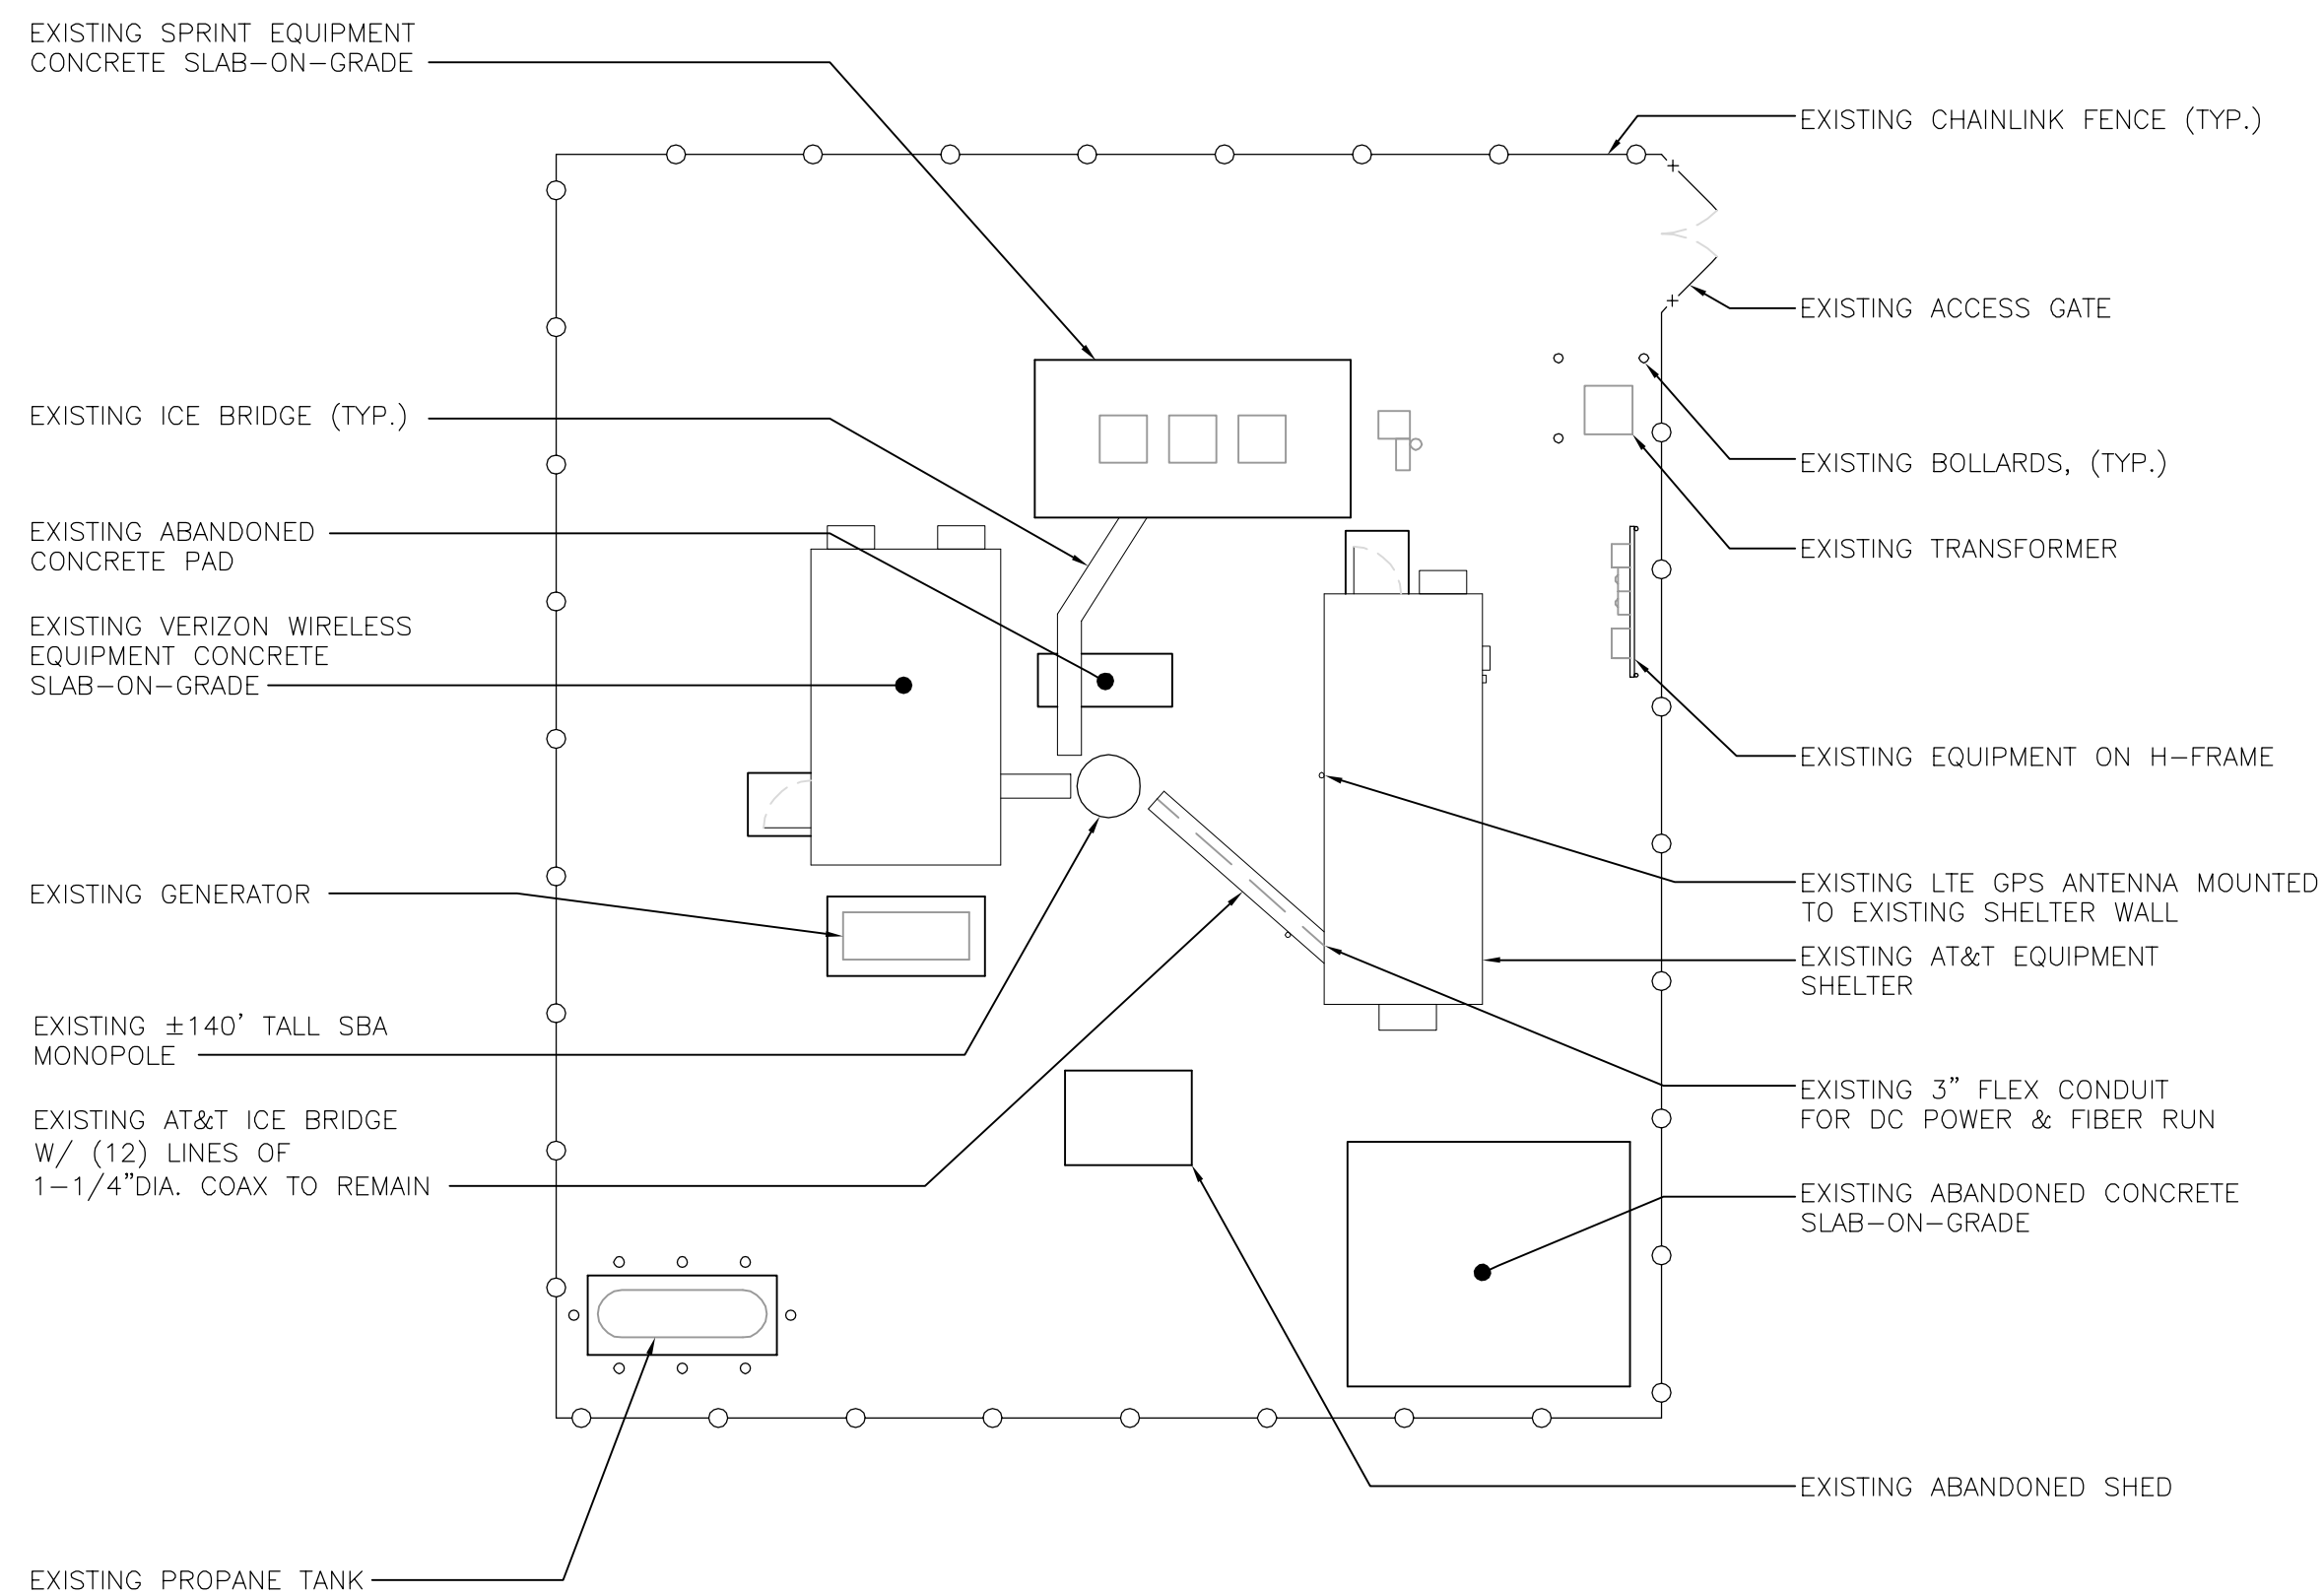 EXISTING SPRINT EQUIPMENT
CONCRETE SLAB-ON-GRADE
EXISTING ICE BRIDGE (TYP.)
EXISTING ABANDONED
CONCRETE PAD
EXISTING VERIZON WIRELESS
EQUIPMENT CONCRETE
SLAB-ON-GRADE
EXISTING GENERATOR
EXISTING ±140' TALL SBA
MONOPOLE
EXISTING AT&T ICE BRIDGE
W/ (12) LINES OF
1-1/4"DIA. COAX TO REMAIN
EXISTING PROPANE TANK
EXISTING CHAINLINK FENCE (TYP.)
EXISTING ACCESS GATE
EXISTING BOLLARDS, (TYP.)
EXISTING TRANSFORMER
EXISTING EQUIPMENT ON H-FRAME
EXISTING LTE GPS ANTENNA MOUNTED
TO EXISTING SHELTER WALL
EXISTING AT&T EQUIPMENT
SHELTER
EXISTING 3" FLEX CONDUIT
FOR DC POWER & FIBER RUN
EXISTING ABANDONED CONCRETE
SLAB-ON-GRADE
EXISTING ABANDONED SHED